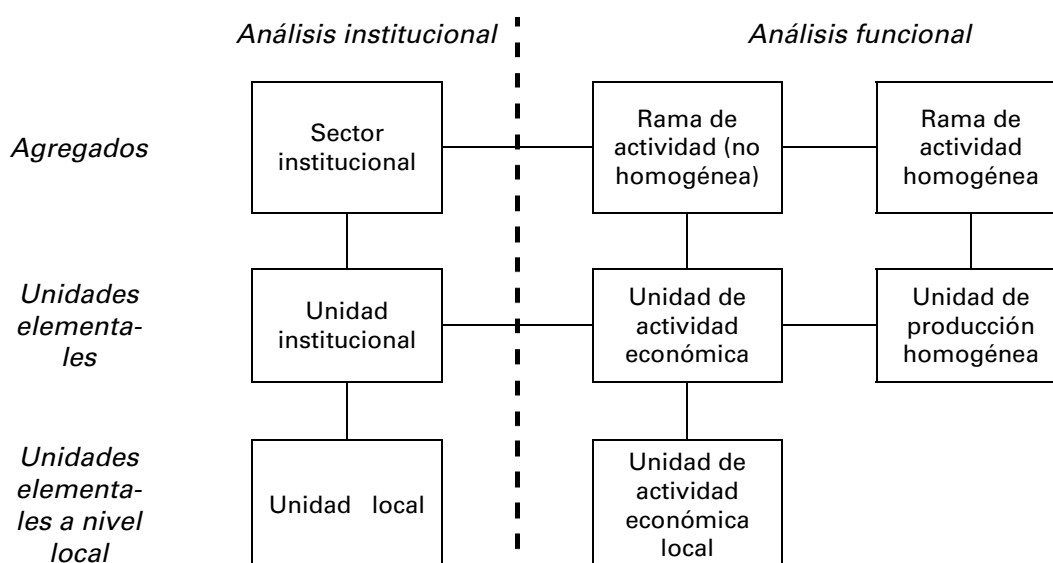 Análisis institucional
Análisis funcional
Agregados
Sector
institucional
Rama de
actividad (no
homogénea)
Rama de
actividad
homogénea
Unidades
elementa-
les
Unidad
institucional
Unidad de
actividad
económica
Unidad de
producción
homogénea
Unidades
elementa-
les a nivel
local
Unidad local
Unidad de
actividad
económica
local